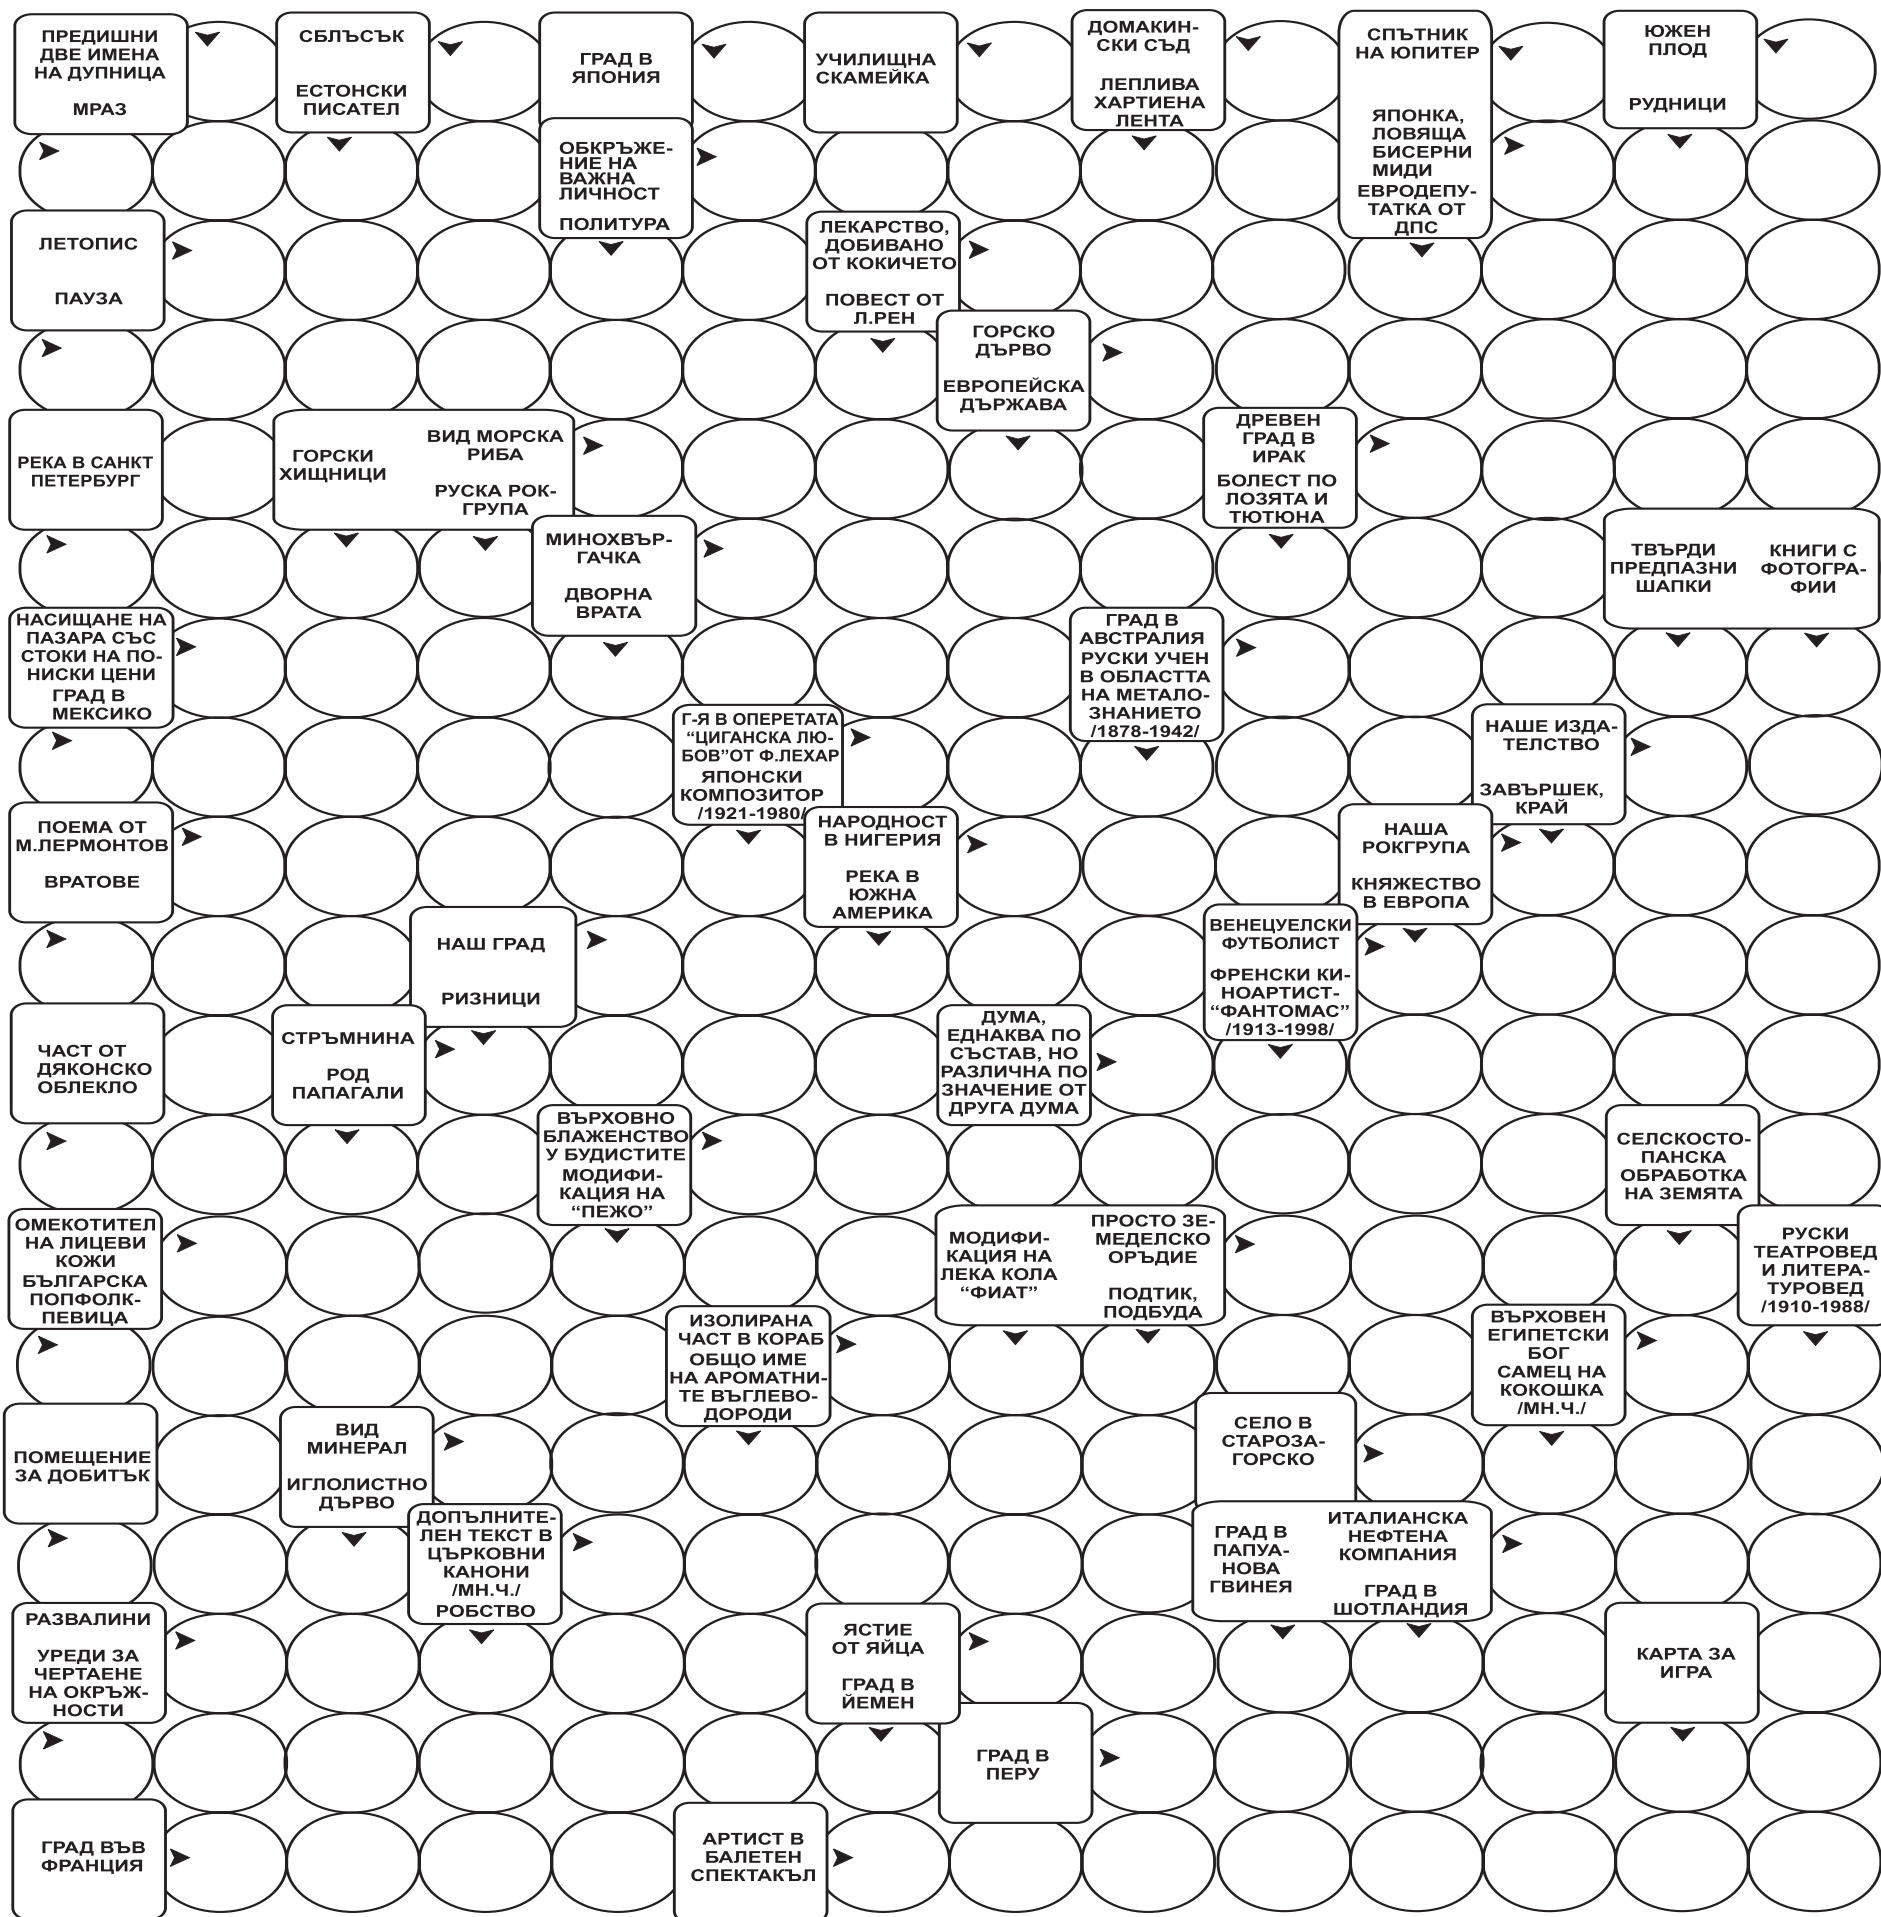 ПРЕДИШНИ
ДВЕ ИМЕНА
НА ДУПНИЦА
МРАЗ
СБЛЪСЪК
ЕСТОНСКИ
ПИСАТЕЛ
ГРАД В
ЯПОНИЯ
УЧИЛИЩНА
СКАМЕЙКА
ДОМАКИН-
СКИ СЪД
ЛЕПЛИВА
ХАРТИЕНА
ЛЕНТА
СПЪТНИК
НА ЮПИТЕР
ЯПОНКА,
ЛОВЯЩА
БИСЕРНИ
МИДИ
ЕВРОДЕПУ-
ТАТКА ОТ
ДПС
ЮЖЕН
ПЛОД
РУДНИЦИ
ОБКРЪЖЕ-
НИЕ НА
ВАЖНА
ЛИЧНОСТ
ПОЛИТУРА
ЛЕТОПИС
ПАУЗА
ЛЕКАРСТВО,
ДОБИВАНО
ОТ КОКИЧЕТО
ПОВЕСТ ОТ
Л.РЕН
ГОРСКО
ДЪРВО
ЕВРОПЕЙСКА
ДЪРЖАВА
РЕКА В САНКТ
ПЕТЕРБУРГ
ГОРСКИ
ХИЩНИЦИ
ВИД МОРСКА
РИБА
РУСКА РОК-
ГРУПА
ДРЕВЕН
ГРАД В
ИРАК
БОЛЕСТ ПО
ЛОЗЯТА И
ТЮТЮНА
МИНОХВЪР-
ГАЧКА
ДВОРНА
ВРАТА
ТВЪРДИ
ПРЕДПАЗНИ
ШАПКИ
КНИГИ С
ФОТОГРА-
ФИИ
НАСИЩАНЕ НА
ПАЗАРА СЪС
СТОКИ НА ПО-
НИСКИ ЦЕНИ
ГРАД В
МЕКСИКО
ГРАД В
АВСТРАЛИЯ
РУСКИ УЧЕН
В ОБЛАСТТА
НА МЕТАЛО-
ЗНАНИЕТО
/1878-1942/
Г-Я В ОПЕРЕТАТА
“ЦИГАНСКА ЛЮ-
БОВ”ОТ Ф.ЛЕХАР
ЯПОНСКИ
КОМПОЗИТОР
/1921-1980/
НАШЕ ИЗДА-
ТЕЛСТВО
ЗАВЪРШЕК,
КРАЙ
ПОЕМА ОТ
М.ЛЕРМОНТОВ
ВРАТОВЕ
НАРОДНОСТ
В НИГЕРИЯ
РЕКА В
ЮЖНА
АМЕРИКА
НАША
РОКГРУПА
КНЯЖЕСТВО
В ЕВРОПА
НАШ ГРАД
РИЗНИЦИ
ВЕНЕЦУЕЛСКИ
ФУТБОЛИСТ
ФРЕНСКИ КИ-
НОАРТИСТ-
“ФАНТОМАС”
/1913-1998/
ЧАСТ ОТ
ДЯКОНСКО
ОБЛЕКЛО
СТРЪМНИНА
РОД
ПАПАГАЛИ
ДУМА,
ЕДНАКВА ПО
СЪСТАВ, НО
РАЗЛИЧНА ПО
ЗНАЧЕНИЕ ОТ
ДРУГА ДУМА
ВЪРХОВНО
БЛАЖЕНСТВО
У БУДИСТИТЕ
МОДИФИ-
КАЦИЯ НА
“ПЕЖО”
СЕЛСКОСТО-
ПАНСКА
ОБРАБОТКА
НА ЗЕМЯТА
ОМЕКОТИТЕЛ
НА ЛИЦЕВИ
КОЖИ
БЪЛГАРСКА
ПОПФОЛК-
ПЕВИЦА
МОДИФИ-
КАЦИЯ НА
ЛЕКА КОЛА
“ФИАТ”
ПРОСТО ЗЕ-
МЕДЕЛСКО
ОРЪДИЕ
ПОДТИК,
ПОДБУДА
РУСКИ
ТЕАТРОВЕД
И ЛИТЕРА-
ТУРОВЕД
/1910-1988/
ИЗОЛИРАНА
ЧАСТ В КОРАБ
ОБЩО ИМЕ
НА АРОМАТНИ-
ТЕ ВЪГЛЕВО-
ДОРОДИ
ВЪРХОВЕН
ЕГИПЕТСКИ
БОГ
САМЕЦ НА
КОКОШКА
/МН.Ч./
ПОМЕЩЕНИЕ
ЗА ДОБИТЪК
ВИД
МИНЕРАЛ
ИГЛОЛИСТНО
ДЪРВО
СЕЛО В
СТАРОЗА-
ГОРСКО
ДОПЪЛНИТЕ-
ЛЕН ТЕКСТ В
ЦЪРКОВНИ
КАНОНИ
/МН.Ч./
РОБСТВО
ГРАД В
ПАПУА-
НОВА
ГВИНЕЯ
ИТАЛИАНСКА
НЕФТЕНА
КОМПАНИЯ
ГРАД В
ШОТЛАНДИЯ
РАЗВАЛИНИ
УРЕДИ ЗА
ЧЕРТАЕНЕ
НА ОКРЪЖ-
НОСТИ
ЯСТИЕ
ОТ ЯЙЦА
ГРАД В
ЙЕМЕН
КАРТА ЗА
ИГРА
ГРАД В
ПЕРУ
ГРАД ВЪВ
ФРАНЦИЯ
АРТИСТ В
БАЛЕТЕН
СПЕКТАКЪЛ